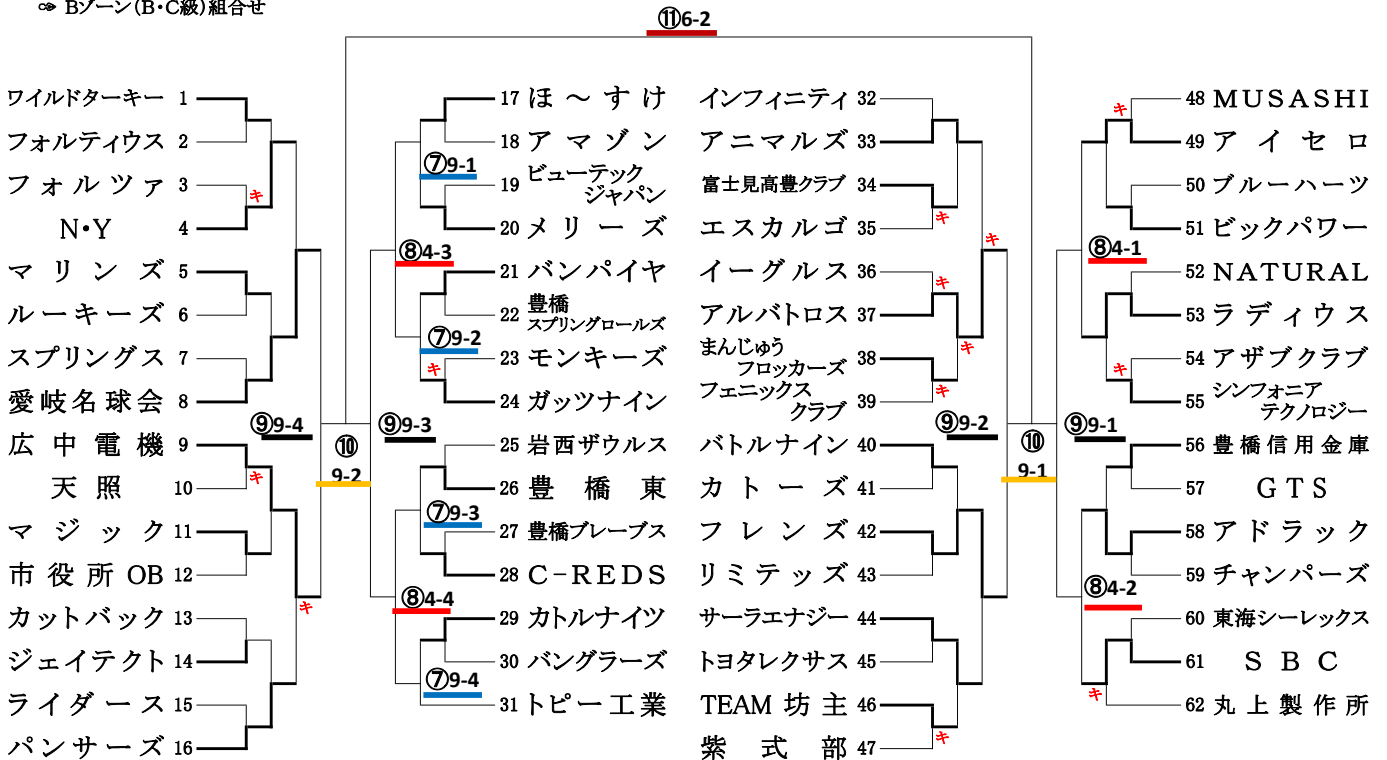 ⚮ Bゾーン(B・C級)組合せ
⑪6-2
ワイルドターキー 1
フォルティウス 2
フォルツァ 3
キ
N・Y 4
マリンズ 5
ルーキーズ 6
スプリングス 7
愛岐名球会 8
⑨9-4
広中電機 9
キ
天照 10
マジック 11
市役所OB 12
カットバック 13
キ
ジェイテクト 14
ライダース 15
パンサーズ 16
⑩
9-2
17 ほ～すけ
18 アマゾン
⑦9-1
19 ビューテック
ジャパン
20 メリーズ
⑧4-3
21 バンパイヤ
22 豊橋
スプリングロールズ
⑦9-2
23 モンキーズ
キ
24 ガッツナイン
⑨9-3
25 岩西ザウルス
26 豊橋東
⑦9-3
27 豊橋ブレーブス
28 C-REDS
⑧4-4
29 カトルナイツ
30 バングラーズ
⑦9-4
31 トピー工業
インフィニティ 32
アニマルズ 33
富士見高豊クラブ 34
キ
エスカルゴ 35
キ
イーグルス 36
キ
アルバトロス 37
キ
まんじゅう
フロッカーズ 38
キ
フェニックス
クラブ 39
⑨9-2
バトルナイン 40
カトーズ 41
フレンズ 42
リミテッズ 43
サーラエナジー 44
トヨタレクサス 45
TEAM坊主 46
キ
紫式部 47
⑩
9-1
48 MUSASHI
キ
49 アイセロ
50 ブルーハーツ
51 ビックパワー
⑧4-1
52 NATURAL
53 ラディウス
54 アザブクラブ
キ
55 シンフォニア
テクノロジー
⑨9-1
56 豊橋信用金庫
57 GTS
58 アドラック
59 チャンパーズ
⑧4-2
60 東海シーレックス
61 SBC
キ
62 丸上製作所